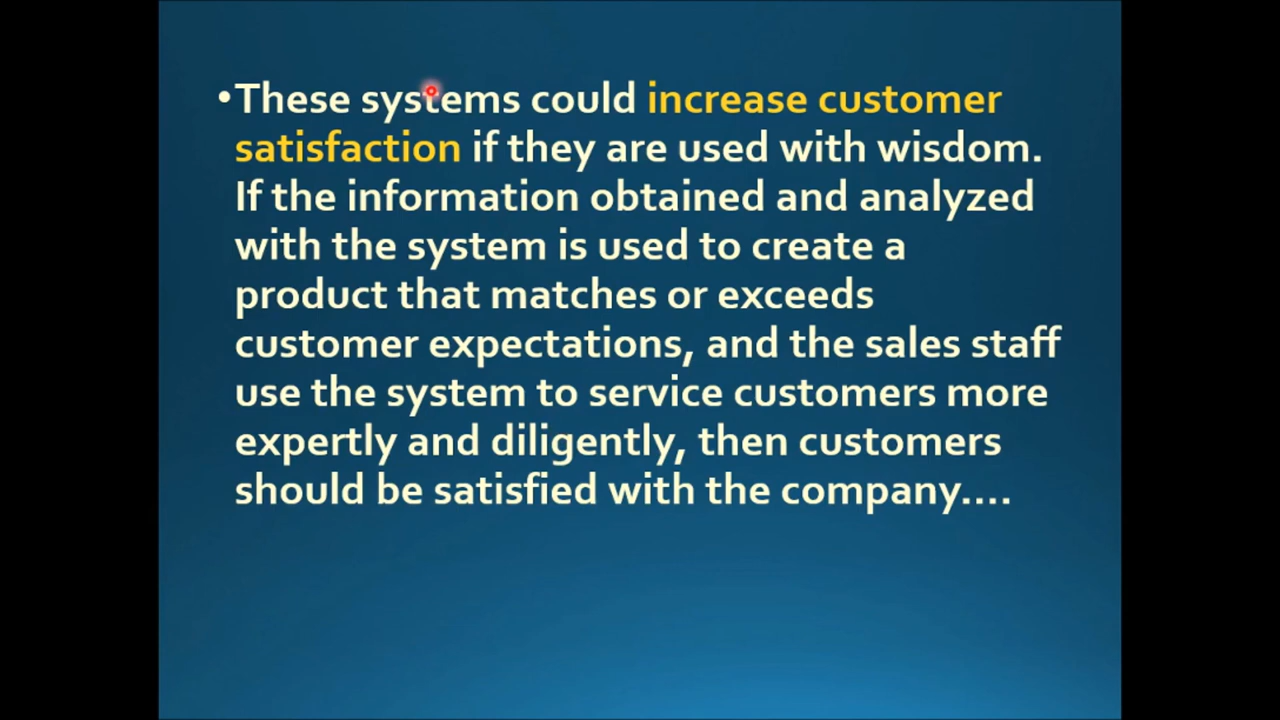 •These systems could increase customer
satisfaction if they are used with wisdom.
If the information obtained and analyzed
with the system is used to create a
product that matches or exceeds
customer expectations, and the sales staff
use the system to service customers more
expertly and diligently, then customers
should be satisfied with the company....